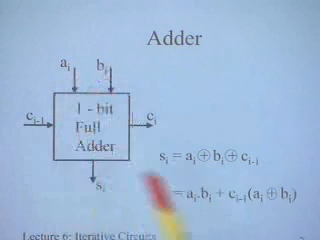 Adder
aᵢ bᵢ
cᵢ₋₁ 1 - bit cᵢ
Full
Adder
sᵢ
sᵢ = aᵢ⊕bᵢ⊕cᵢ₋₁
= aᵢ.bᵢ + cᵢ₋₁(aᵢ ⊕ bᵢ)
Lecture 6: Iterative Circuits